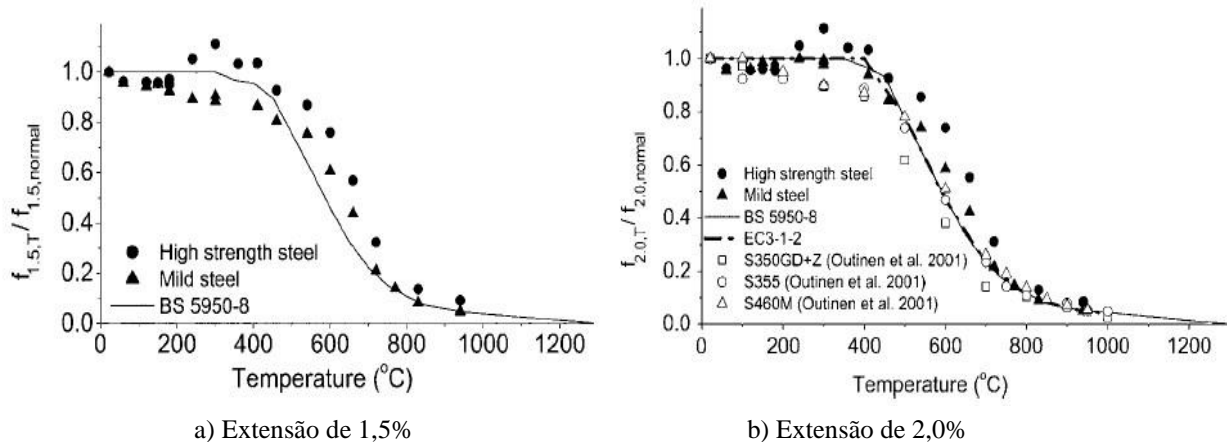 f1.5,T / f1.5,normal
1.0
0.8
0.6
0.4
0.2
0.0
High strength steel
Mild steel
BS 5950-8
0 200 400 600 800 1000 1200
Temperature (°C)
a) Extensão de 1,5%
f2.0,T / f2.0,normal
1.0
0.8
0.6
0.4
0.2
0.0
High strength steel
Mild steel
BS 5950-8
EC3-1-2
S350GD+Z (Outinen et al. 2001)
S355 (Outinen et al. 2001)
S460M (Outinen et al. 2001)
0 200 400 600 800 1000 1200
Temperature (°C)
b) Extensão de 2,0%